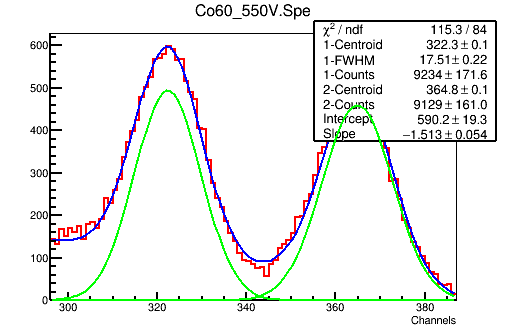 Co60_550V.Spe
χ² / ndf 115.3 / 84
1-Centroid 322.3 ± 0.1
1-FWHM 17.51 ± 0.22
1-Counts 9234 ± 171.6
2-Centroid 364.8 ± 0.1
2-Counts 9129 ± 161.0
Intercept 590.2 ± 19.3
Slope −1.513 ± 0.054
600
500
400
300
200
100
0
300 320 340 360 380
Channels